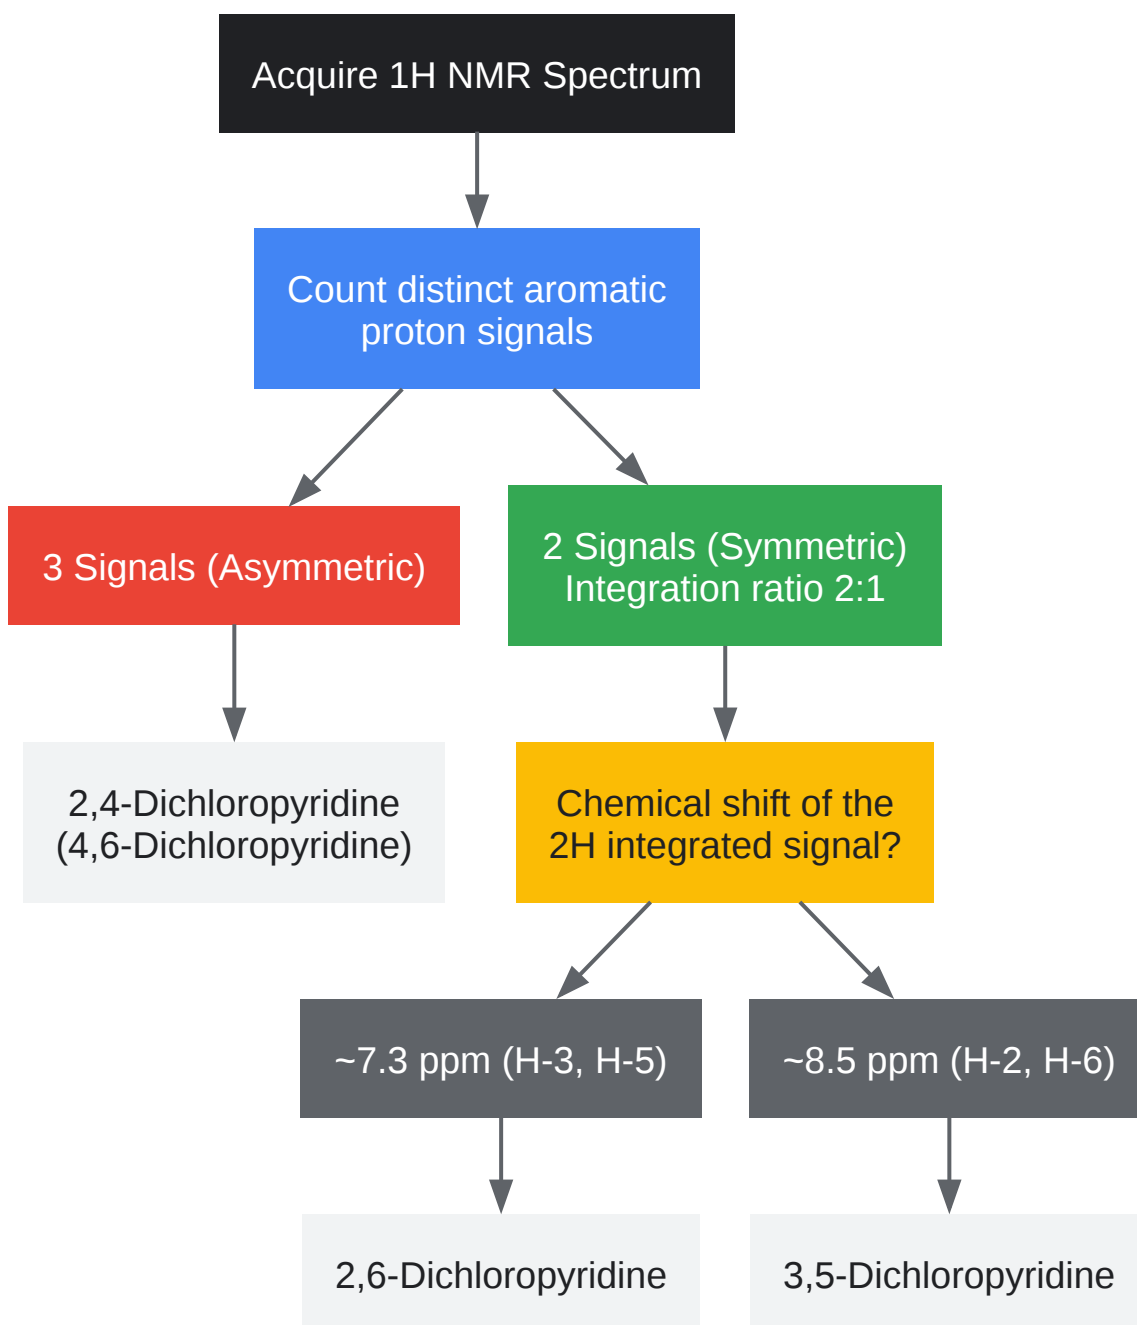 Acquire 1H NMR Spectrum
Count distinct aromatic
proton signals
3 Signals (Asymmetric)
2 Signals (Symmetric)
Integration ratio 2:1
2,4-Dichloropyridine
(4,6-Dichloropyridine)
Chemical shift of the
2H integrated signal?
~7.3 ppm (H-3, H-5)
~8.5 ppm (H-2, H-6)
2,6-Dichloropyridine
3,5-Dichloropyridine